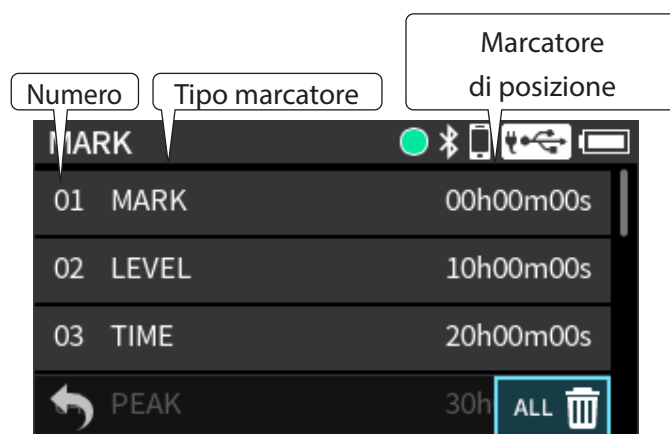 Marcatore
di posizione
Numero
Tipo marcatore
MARK
01 MARK 00h00m00s
02 LEVEL 10h00m00s
03 TIME 20h00m00s
PEAK 30h
ALL